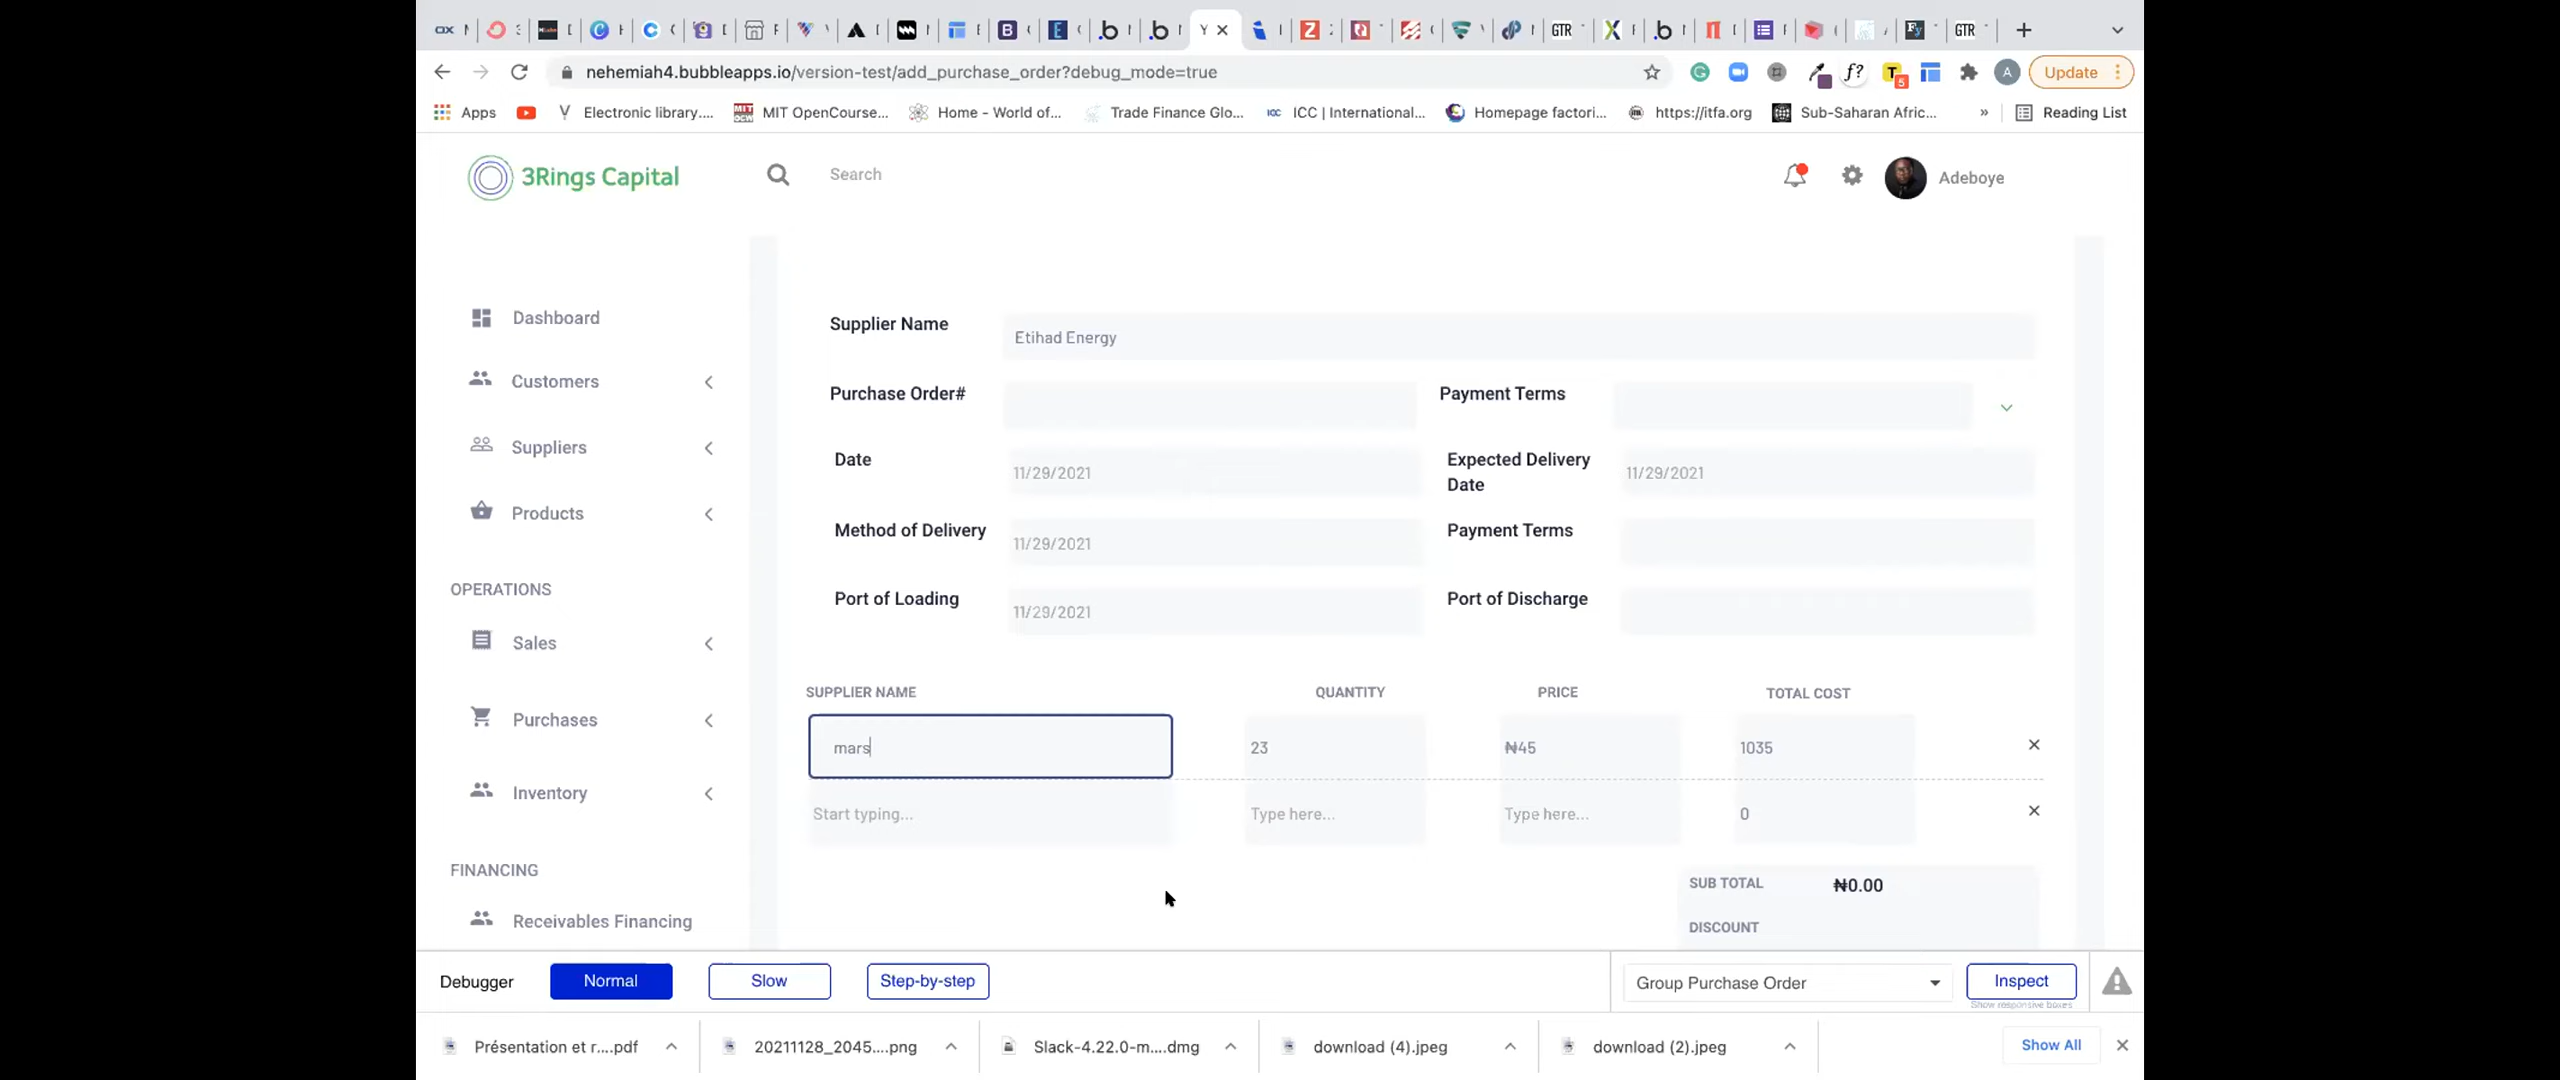 nehemiah4.bubbleapps.io/version-test/add_purchase_order?debug_mode=true
Update
Apps
Electronic library....
MIT OpenCourse...
Home - World of...
Trade Finance Glo...
ICC | International...
Homepage factori...
https://itfa.org
Sub-Saharan Afric...
»
Reading List
3Rings Capital
Search
Adeboye
Dashboard
Customers
Suppliers
Products
OPERATIONS
Sales
Purchases
Inventory
FINANCING
Receivables Financing
Supplier Name
Etihad Energy
Purchase Order#
Payment Terms
Date
11/29/2021
Expected Delivery
Date
11/29/2021
Method of Delivery
11/29/2021
Payment Terms
Port of Loading
11/29/2021
Port of Discharge
SUPPLIER NAME
QUANTITY
PRICE
TOTAL COST
mars
23
₦45
1035
Start typing...
Type here...
Type here...
0
SUB TOTAL
₦0.00
DISCOUNT
Debugger
Normal
Slow
Step-by-step
Group Purchase Order
Inspect
Show responsive boxes
Présentation et r....pdf
20211128_2045....png
Slack-4.22.0-m....dmg
download (4).jpeg
download (2).jpeg
Show All